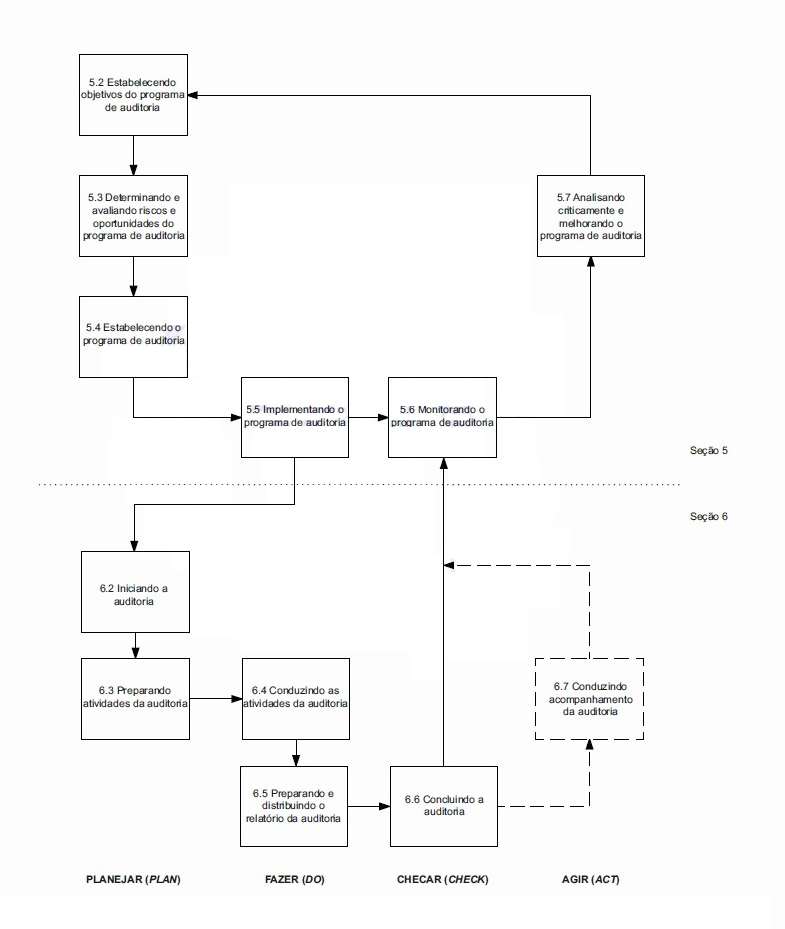 5.2 Estabelecendo
objetivos do programa
de auditoria
5.3 Determinando e
avaliando riscos e
oportunidades do
programa de auditoria
5.7 Analisando
criticamente e
melhorando o
programa de auditoria
5.4 Estabelecendo o
programa de auditoria
5.5 Implementando o
programa de auditoria
5.6 Monitorando o
programa de auditoria
Seção 5
Seção 6
6.2 Iniciando a
auditoria
6.3 Preparando
atividades da auditoria
6.4 Conduzindo as
atividades da auditoria
6.7 Conduzindo
acompanhamento
da auditoria
6.5 Preparando e
distribuindo o
relatório da auditoria
6.6 Concluindo a
auditoria
PLANEJAR (PLAN)
FAZER (DO)
CHECAR (CHECK)
AGIR (ACT)